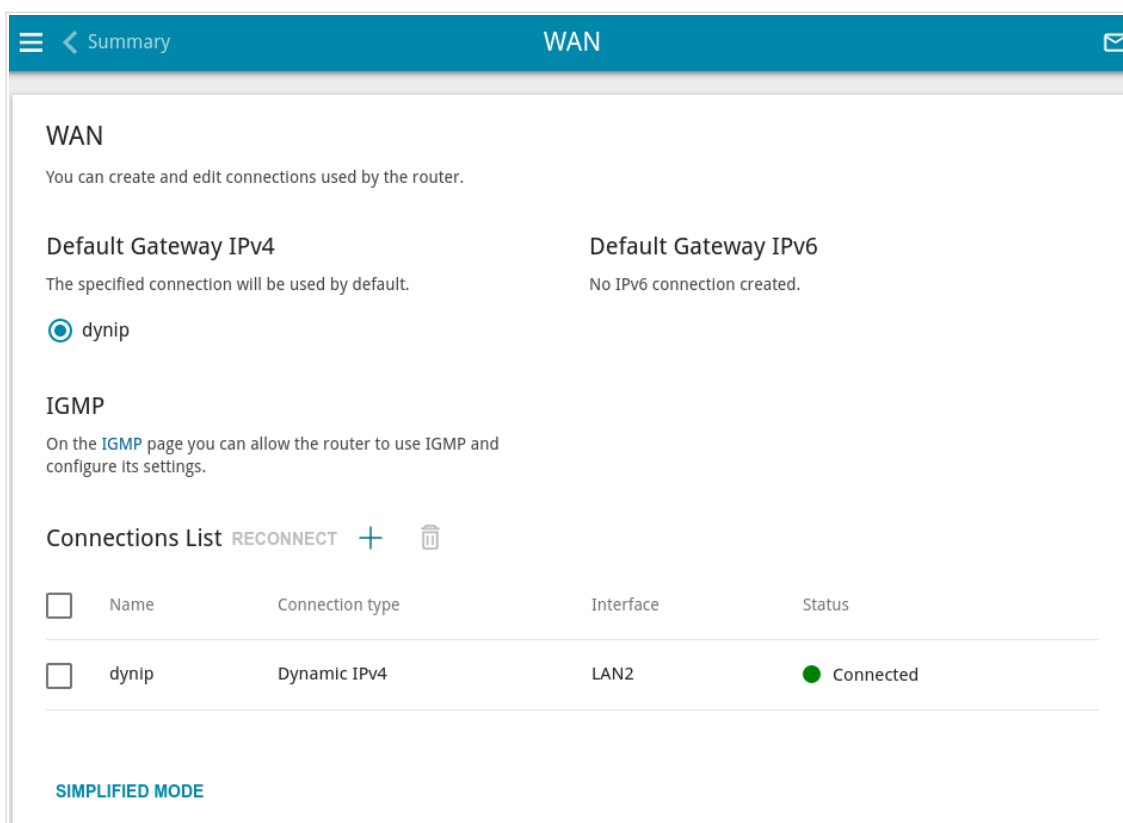 Summary
WAN
WAN
You can create and edit connections used by the router.
Default Gateway IPv4
The specified connection will be used by default.
dynip
Default Gateway IPv6
No IPv6 connection created.
IGMP
On the IGMP page you can allow the router to use IGMP and
configure its settings.
Connections List RECONNECT
Name Connection type Interface Status
dynip Dynamic IPv4 LAN2 Connected
SIMPLIFIED MODE